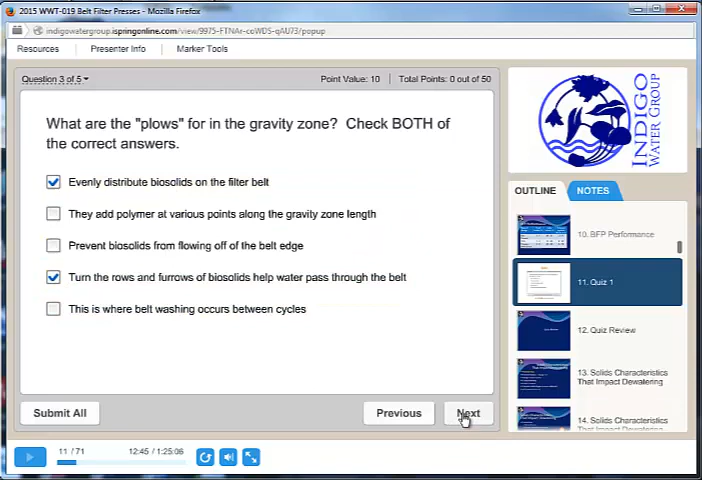 2015 WWT-019 Belt Filter Presses - Mozilla Firefox
indigowatergroup.ispringonline.com/view/9975-FTNAr-coWDS-qAU73/popup
Resources Presenter Info Marker Tools
Question 3 of 5 Point Value: 10 Total Points: 0 out of 50
What are the "plows" for in the gravity zone? Check BOTH of
the correct answers.
Evenly distribute biosolids on the filter belt
They add polymer at various points along the gravity zone length
Prevent biosolids from flowing off of the belt edge
Turn the rows and furrows of biosolids help water pass through the belt
This is where belt washing occurs between cycles
Submit All
Previous
Next
INDIGO
WATER GROUP
OUTLINE NOTES
10. BFP Performance
11. Quiz 1
12. Quiz Review
13. Solids Characteristics
That Impact Dewatering
14. Solids Characteristics
That Impact Dewatering
11 / 71 12:45 / 1:25:06